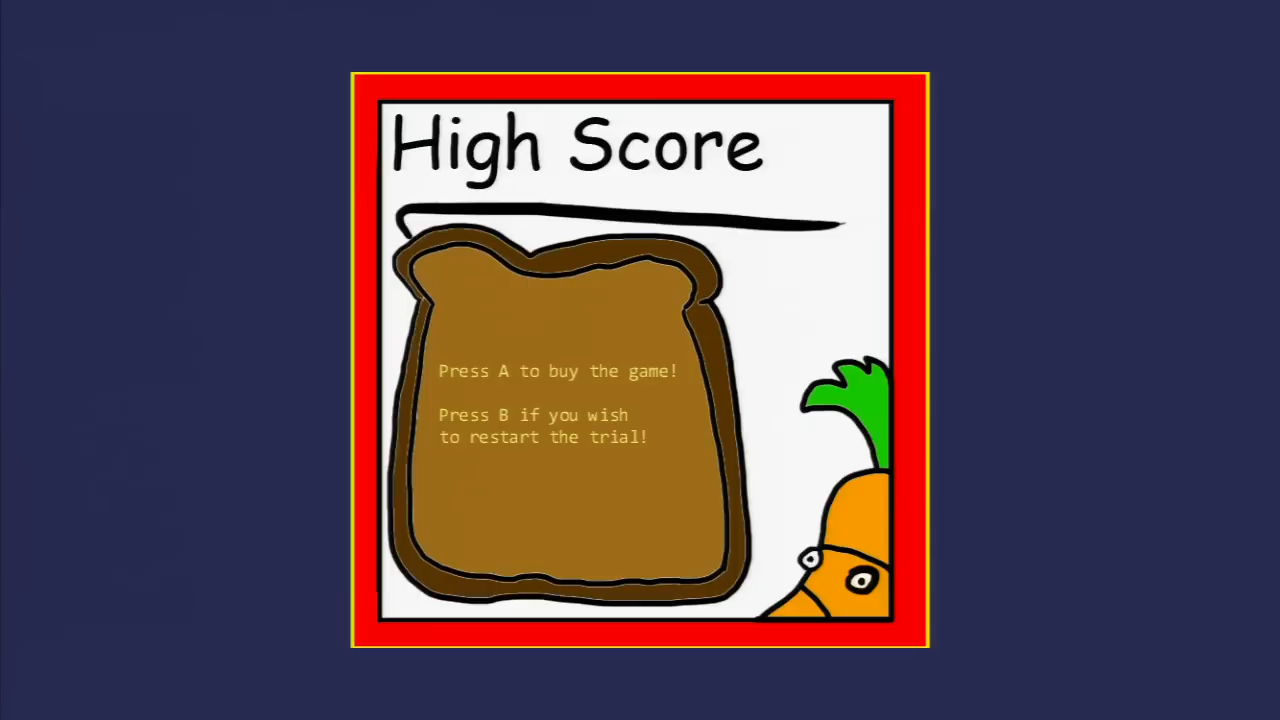 High Score
Press A to buy the game!
Press B if you wish
to restart the trial!